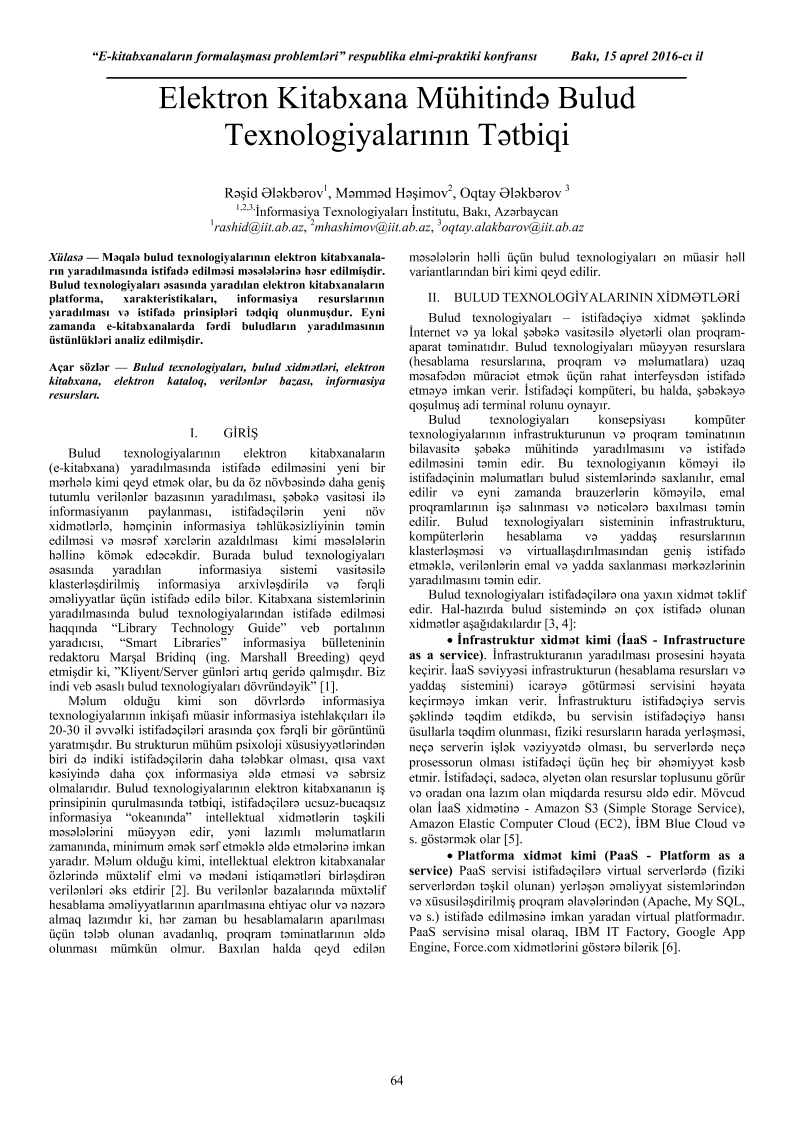 “E-kitabxanaların formalaşması problemləri” respublika elmi-praktiki konfransı Bakı, 15 aprel 2016-cı il
Elektron Kitabxana Mühitində Bulud
Texnologiyalarının Tətbiqi
Rəşid Ələkbərov1, Məmməd Həşimov2, Oqtay Ələkbərov 3
1,2,3,İnformasiya Texnologiyaları İnstitutu, Bakı, Azərbaycan
1rashid@iit.ab.az, 2mhashimov@iit.ab.az, 3oqtay.alakbarov@iit.ab.az
Xülasə — Məqalə bulud texnologiyalarının elektron kitabxanala-
rın yaradılmasında istifadə edilməsi məsələlərinə həsr edilmişdir.
Bulud texnologiyaları əsasında yaradılan elektron kitabxanaların
platforma, xarakteristikaları, informasiya resurslarının
yaradılması və istifadə prinsipləri tədqiq olunmuşdur. Eyni
zamanda e-kitabxanalarda fərdi buludların yaradılmasının
üstünlükləri analiz edilmişdir.
Açar sözlər — Bulud texnologiyaları, bulud xidmətləri, elektron
kitabxana, elektron kataloq, verilənlər bazası, informasiya
resursları.
I. GİRİŞ
Bulud texnologiyalarının elektron kitabxanaların
(e-kitabxana) yaradılmasında istifadə edilməsini yeni bir
mərhələ kimi qeyd etmək olar, bu da öz növbəsində daha geniş
tutumlu verilənlər bazasının yaradılması, şəbəkə vasitəsi ilə
informasiyanın paylanması, istifadəçilərin yeni növ
xidmətlərlə, həmçinin informasiya təhlükəsizliyinin təmin
edilməsi və məsrəf xərclərin azaldılması kimi məsələlərin
həllinə kömək edəcəkdir. Burada bulud texnologiyaları
əsasında yaradılan informasiya sistemi vasitəsilə
klasterləşdirilmiş informasiya arxivləşdirilə və fərqli
əməliyyatlar üçün istifadə edilə bilər. Kitabxana sistemlərinin
yaradılmasında bulud texnologiyalarından istifadə edilməsi
haqqında “Library Technology Guide” veb portalının
yaradıcısı, “Smart Libraries” informasiya bülleteninin
redaktoru Marşal Bridinq (ing. Marshall Breeding) qeyd
etmişdir ki, ”Kliyent/Server günləri artıq geridə qalmışdır. Biz
indi veb əsaslı bulud texnologiyaları dövründəyik” [1].
Məlum olduğu kimi son dövrlərdə informasiya
texnologiyalarının inkişafı müasir informasiya istehlakçıları ilə
20-30 il əvvəlki istifadəçiləri arasında çox fərqli bir görüntünü
yaratmışdır. Bu strukturun mühüm psixoloji xüsusiyyətlərindən
biri də indiki istifadəçilərin daha tələbkar olması, qısa vaxt
kəsiyində daha çox informasiya əldə etməsi və səbrsiz
olmalarıdır. Bulud texnologiyalarının elektron kitabxananın iş
prinsipinin qurulmasında tətbiqi, istifadəçilərə ucsuz-bucaqsız
informasiya “okeanında” intellektual xidmətlərin təşkili
məsələlərini müəyyən edir, yəni lazımlı məlumatların
zamanında, minimum əmək sərf etməklə əldə etmələrinə imkan
yaradır. Məlum olduğu kimi, intellektual elektron kitabxanalar
özlərində müxtəlif elmi və mədəni istiqamətləri birləşdirən
verilənləri əks etdirir [2]. Bu verilənlər bazalarında müxtəlif
hesablama əməliyyatlarının aparılmasına ehtiyac olur və nəzərə
almaq lazımdır ki, hər zaman bu hesablamaların aparılması
üçün tələb olunan avadanlıq, proqram təminatlarının əldə
olunması mümkün olmur. Baxılan halda qeyd edilən
məsələlərin həlli üçün bulud texnologiyaları ən müasir həll
variantlarından biri kimi qeyd edilir.
II. BULUD TEXNOLOGİYALARININ XİDMƏTLƏRİ
Bulud texnologiyaları – istifadəçiyə xidmət şəklində
İnternet və ya lokal şəbəkə vasitəsilə əlyetərli olan proqram-
aparat təminatıdır. Bulud texnologiyaları müəyyən resurslara
(hesablama resurslarına, proqram və məlumatlara) uzaq
məsafədən müraciət etmək üçün rahat interfeysdən istifadə
etməyə imkan verir. İstifadəçi kompüteri, bu halda, şəbəkəyə
qoşulmuş adi terminal rolunu oynayır.
Bulud texnologiyaları konsepsiyası kompüter
texnologiyalarının infrastrukturunun və proqram təminatının
bilavasitə şəbəkə mühitində yaradılmasını və istifadə
edilməsini təmin edir. Bu texnologiyanın köməyi ilə
istifadəçinin məlumatları bulud sistemlərində saxlanılır, emal
edilir və eyni zamanda brauzerlərin köməyilə, emal
proqramlarının işə salınması və nəticələrə baxılması təmin
edilir. Bulud texnologiyaları sisteminin infrastrukturu,
kompüterlərin hesablama və yaddaş resurslarının
klasterləşməsi və virtuallaşdırılmasından geniş istifadə
etməklə, verilənlərin emal və yadda saxlanması mərkəzlərinin
yaradılmasını təmin edir.
Bulud texnologiyaları istifadəçilərə ona yaxın xidmət təklif
edir. Hal-hazırda bulud sistemində ən çox istifadə olunan
xidmətlər aşağıdakılardır [3, 4]:
• İnfrastruktur xidmət kimi (İaaS - Infrastructure
as a service). İnfrastrukturanın yaradılması prosesini həyata
keçirir. İaaS səviyyəsi infrastrukturun (hesablama resursları və
yaddaş sistemini) icarəyə götürməsi servisini həyata
keçirməyə imkan verir. İnfrastrukturu istifadəçiyə servis
şəklində təqdim etdikdə, bu servisin istifadəçiyə hansı
üsullarla təqdim olunması, fiziki resursların harada yerləşməsi,
neçə serverin işlək vəziyyətdə olması, bu serverlərdə neçə
prosessorun olması istifadəçi üçün heç bir əhəmiyyət kəsb
etmir. İstifadəçi, sadəcə, əlyetən olan resurslar toplusunu görür
və oradan ona lazım olan miqdarda resursu əldə edir. Mövcud
olan İaaS xidmətinə - Amazon S3 (Simple Storage Service),
Amazon Elastic Computer Cloud (EC2), İBM Blue Cloud və
s. göstərmək olar [5].
• Platforma xidmət kimi (PaaS - Platform as a
service) PaaS servisi istifadəçilərə virtual serverlərdə (fiziki
serverlərdən təşkil olunan) yerləşən əməliyyat sistemlərindən
və xüsusiləşdirilmiş proqram əlavələrindən (Apache, My SQL,
və s.) istifadə edilməsinə imkan yaradan virtual platformadır.
PaaS servisinə misal olaraq, IBM IT Factory, Google App
Engine, Force.com xidmətlərini göstərə bilərik [6].
64